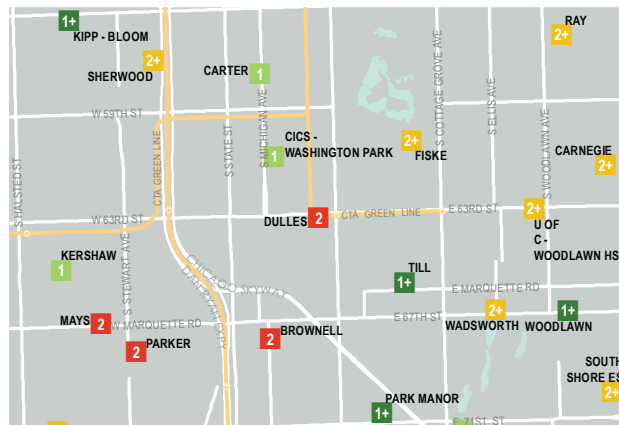 1+
KIPP - BLOOM
RAY
2+
SHERWOOD
2+
CARTER
1
S COTTAGE GROVE AVE
S ELLIS AVE
S MICHIGAN AVE
W 59TH ST
CTA GREEN LINE
S STATE ST
CICS -
WASHINGTON PARK
1
2+
FISKE
S WOODLAWN AVE
CARNEGIE
2+
S HALSTED ST
W 63RD ST
DULLES
2
CTA GREEN LINE
E 63RD ST
2+
U OF
C -
WOODLAWN HS
KERSHAW
1
S STEWART AVE
CHICAGO SKYWAY
DAN RYAN EXPY
TILL
1+
E MARQUETTE RD
MAYS
2
W MARQUETTE RD
2
PARKER
2
BROWNELL
E 67TH ST
2+
WADSWORTH
1+
WOODLAWN
SOUTH
SHORE ES
2+
PARK MANOR
1+
E 71ST ST